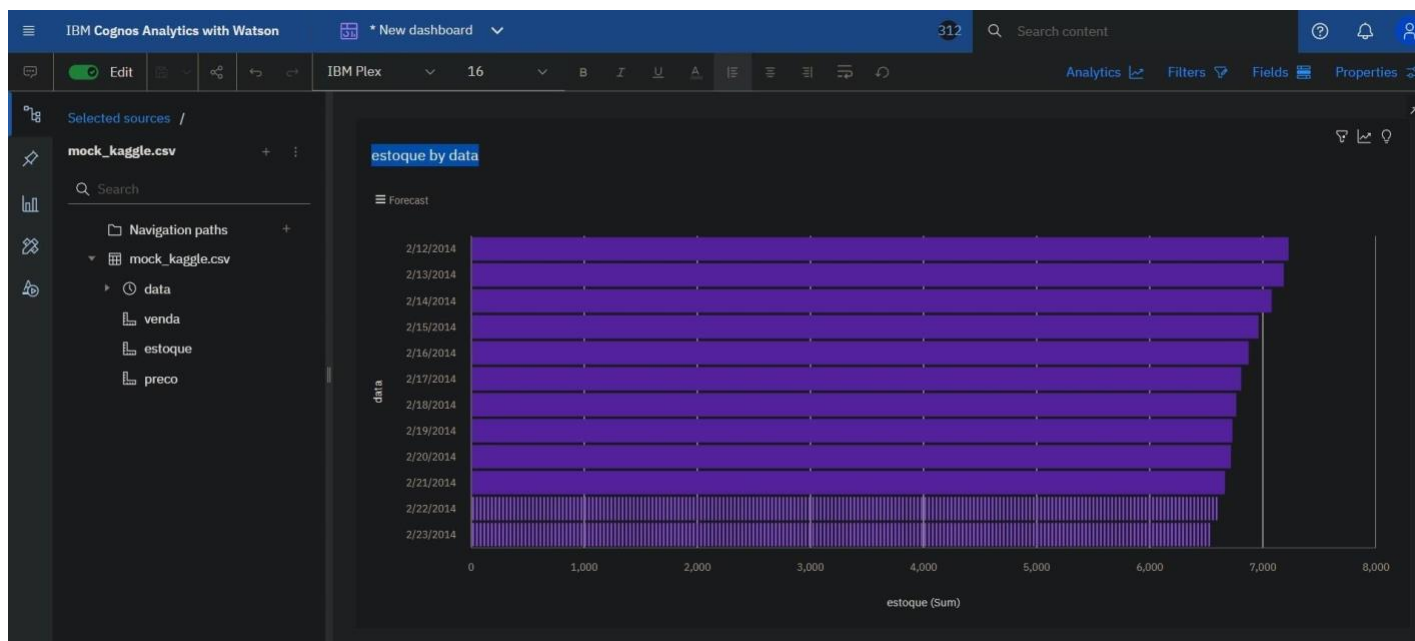 IBM Cognos Analytics with Watson
* New dashboard
312
Search content
Edit
IBM Plex
16
B I U A
Analytics
Filters
Fields
Properties
Selected sources /
mock_kaggle.csv
Search
Navigation paths
mock_kaggle.csv
data
venda
estoque
preco
estoque by data
Forecast
data
2/12/2014
2/13/2014
2/14/2014
2/15/2014
2/16/2014
2/17/2014
2/18/2014
2/19/2014
2/20/2014
2/21/2014
2/22/2014
2/23/2014
0 1,000 2,000 3,000 4,000 5,000 6,000 7,000 8,000
estoque (Sum)